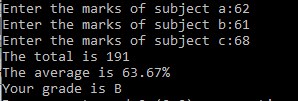 Enter the marks of subject a:62
Enter the marks of subject b:61
Enter the marks of subject c:68
The total is 191
The average is 63.67%
Your grade is B